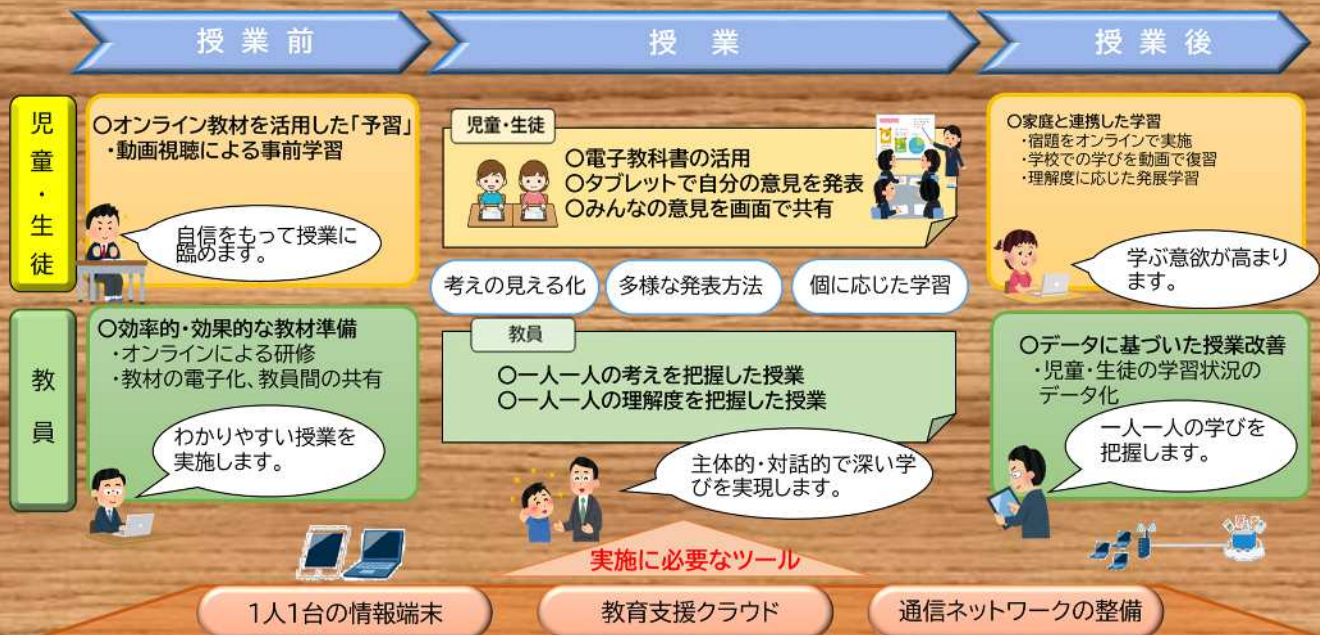 授業前
授業
授業後
児童・生徒
〇オンライン教材を活用した「予習」
・動画視聴による事前学習
自信をもって授業に
臨めます。
児童・生徒
〇電子教科書の活用
〇タブレットで自分の意見を発表
〇みんなの意見を画面で共有
〇家庭と連携した学習
・宿題をオンラインで実施
・学校での学びを動画で復習
・理解度に応じた発展学習
学ぶ意欲が高まり
ます。
考えの見える化
多様な発表方法
個に応じた学習
教員
〇効率的・効果的な教材準備
・オンラインによる研修
・教材の電子化、教員間の共有
わかりやすい授業を
実施します。
教員
〇一人一人の考えを把握した授業
〇一人一人の理解度を把握した授業
主体的・対話的で深い学
びを実現します。
〇データに基づいた授業改善
・児童・生徒の学習状況の
データ化
一人一人の学びを
把握します。
実施に必要なツール
1人1台の情報端末
教育支援クラウド
通信ネットワークの整備